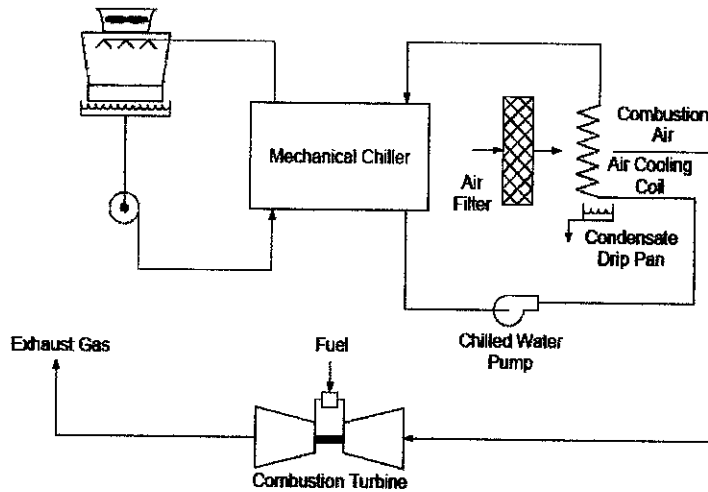 Mechanical Chiller
Air
Filter
Combustion
Air
Air Cooling
Coil
Condensate
Drip Pan
Chilled Water
Pump
Exhaust Gas
Fuel
Combustion Turbine